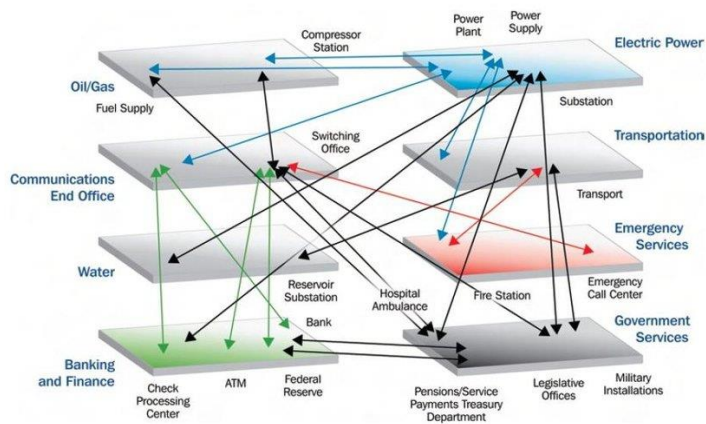 Compressor
Station
Power
Plant
Power
Supply
Electric Power
Oil/Gas
Fuel Supply
Substation
Switching
Office
Transportation
Communications
End Office
Transport
Emergency
Services
Water
Reservoir
Substation
Hospital
Ambulance
Fire Station
Emergency
Call Center
Bank
Government
Services
Banking
and Finance
Check
Processing
Center
ATM
Federal
Reserve
Pensions/Service
Payments Treasury
Department
Legislative
Offices
Military
Installations